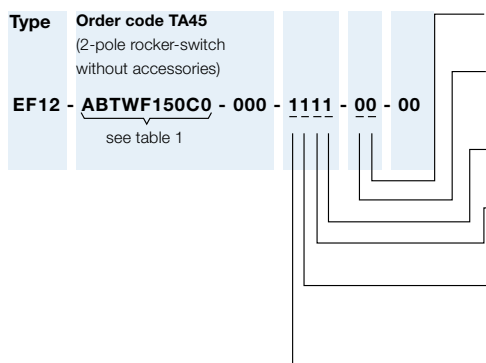 Type
Order code TA45
(2-pole rocker-switch
without accessories)
EF12 - ABTWF150C0 - 000 - 1111 - 00 - 00
see table 1